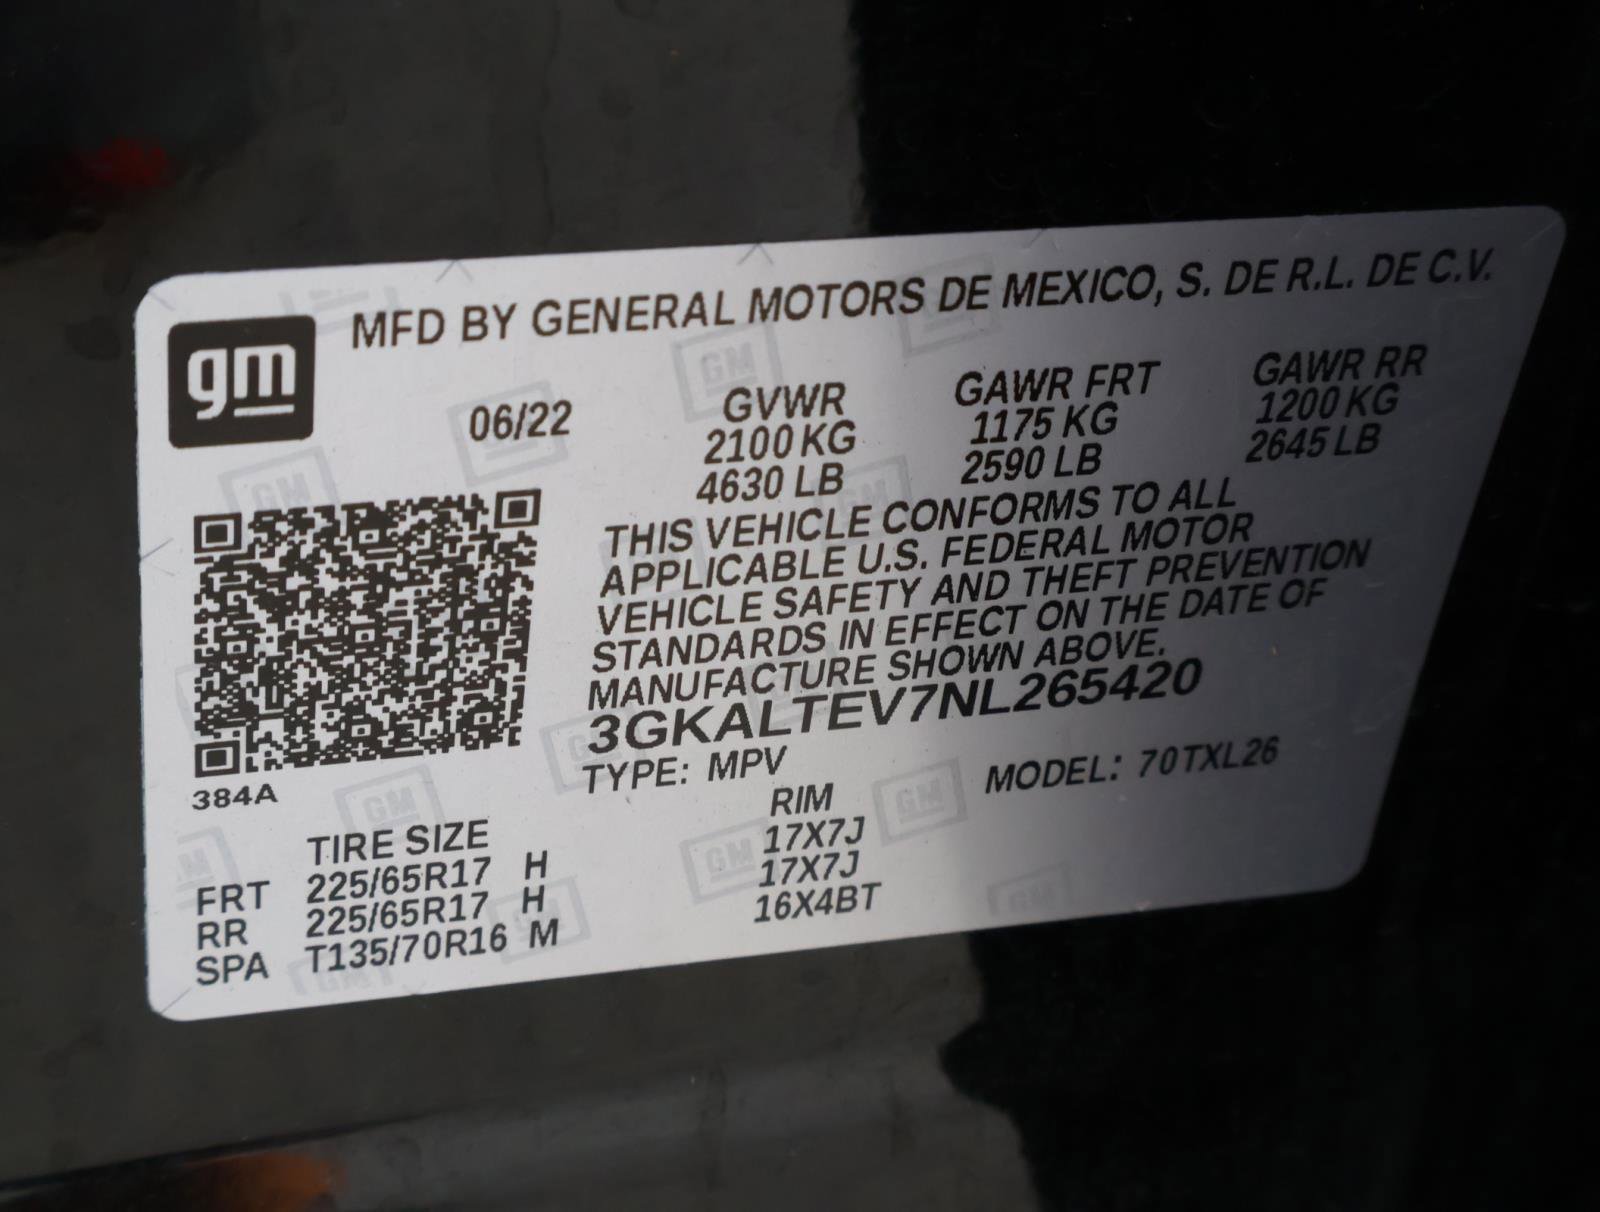 MFD BY GENERAL MOTORS DE MEXICO, S. DE R.L. DE C.V.
gm
06/22
GVWR
2100 KG
4630 LB
GAWR FRT
1175 KG
2590 LB
GAWR RR
1200 KG
2645 LB
THIS VEHICLE CONFORMS TO ALL
APPLICABLE U.S. FEDERAL MOTOR
VEHICLE SAFETY AND THEFT PREVENTION
STANDARDS IN EFFECT ON THE DATE OF
MANUFACTURE SHOWN ABOVE.
3GKALTEV7NL265420
TYPE: MPV MODEL: 70TXL26
384A
TIRE SIZE RIM
FRT 225/65R17 H 17X7J
RR 225/65R17 H 17X7J
SPA T135/70R16 M 16X4BT